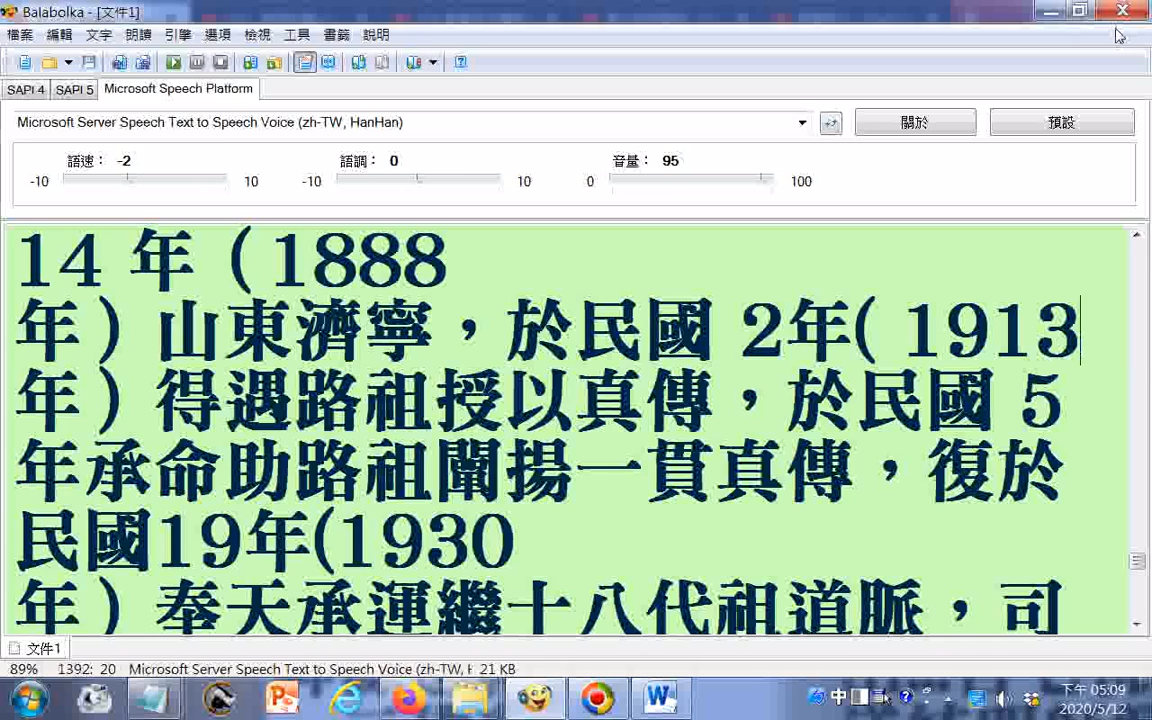 Balabolka - [文件1]
檔案 編輯 文字 朗讀 引擎 選項 檢視 工具 書籤 說明
SAPI 4 SAPI 5 Microsoft Speech Platform
Microsoft Server Speech Text to Speech Voice (zh-TW, HanHan) 關於 預設
語速： -2 語調： 0 音量： 95
-10 10 -10 10 0 100
14 年（1888
年）山東濟寧，於民國 2年( 1913
年）得遇路祖授以真傳，於民國 5
年承命助路祖闡揚一貫真傳，復於
民國19年(1930
年）奉天承運繼十八代祖道脈，司
文件1
89% 1392: 20 Microsoft Server Speech Text to Speech Voice (zh-TW, H 21 KB
中 下午 05:09
2020/5/12